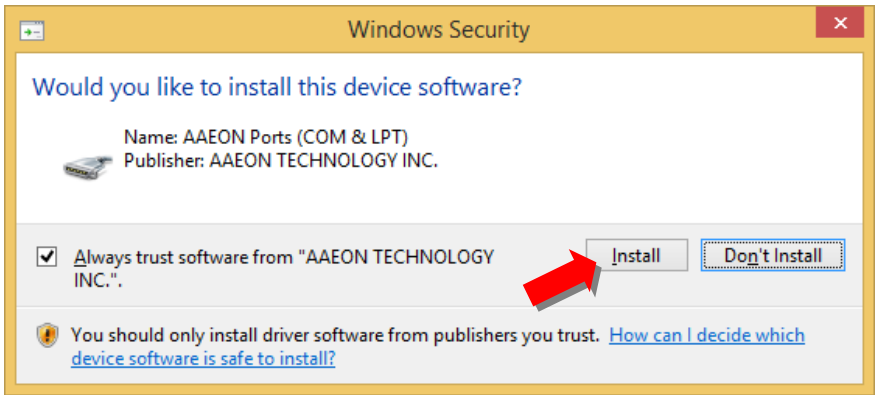 Windows Security
Would you like to install this device software?
Name: AAEON Ports (COM & LPT)
Publisher: AAEON TECHNOLOGY INC.
Always trust software from "AAEON TECHNOLOGY
INC.".
Install
Don't Install
You should only install driver software from publishers you trust. How can I decide which
device software is safe to install?